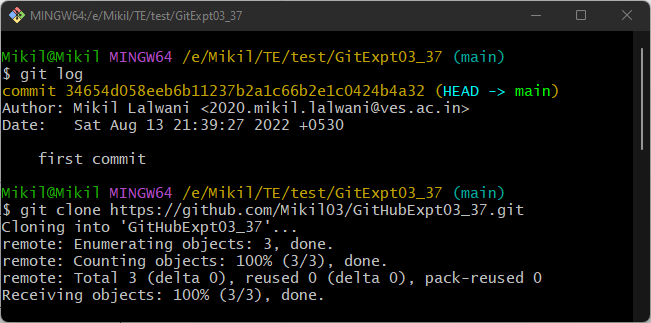 MINGW64:/e/Mikil/TE/test/GitExpt03_37
Mikil@Mikil MINGW64 /e/Mikil/TE/test/GitExpt03_37 (main)
$ git log
commit 34654d058eeb6b11237b2a1c66b2e1c0424b4a32 (HEAD -> main)
Author: Mikil Lalwani <2020.mikil.lalwani@ves.ac.in>
Date:   Sat Aug 13 21:39:27 2022 +0530
    first commit
Mikil@Mikil MINGW64 /e/Mikil/TE/test/GitExpt03_37 (main)
$ git clone https://github.com/Mikil03/GitHubExpt03_37.git
Cloning into 'GitHubExpt03_37'...
remote: Enumerating objects: 3, done.
remote: Counting objects: 100% (3/3), done.
remote: Total 3 (delta 0), reused 0 (delta 0), pack-reused 0
Receiving objects: 100% (3/3), done.